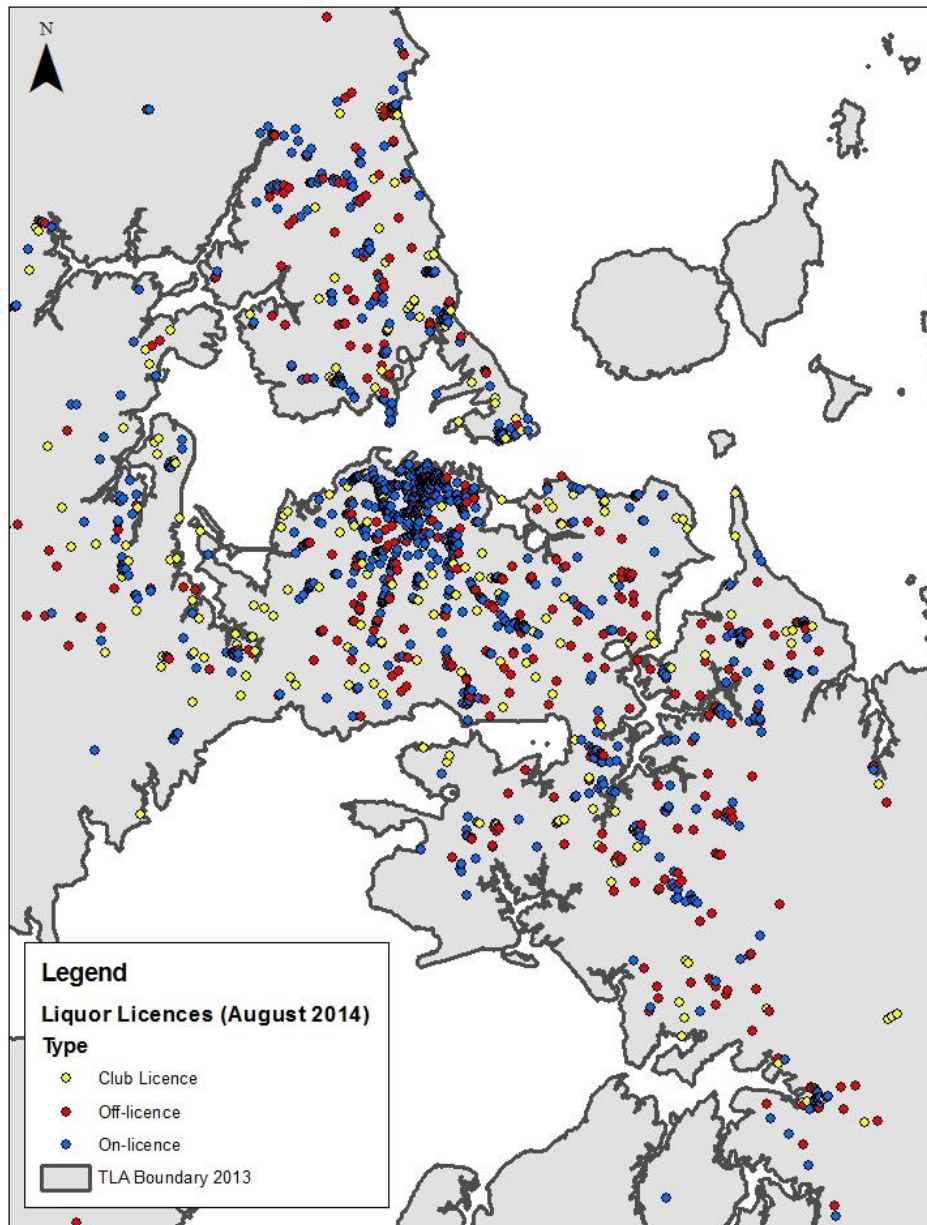 N
Legend
Liquor Licences (August 2014)
Type
Club Licence
Off-licence
On-licence
TLA Boundary 2013